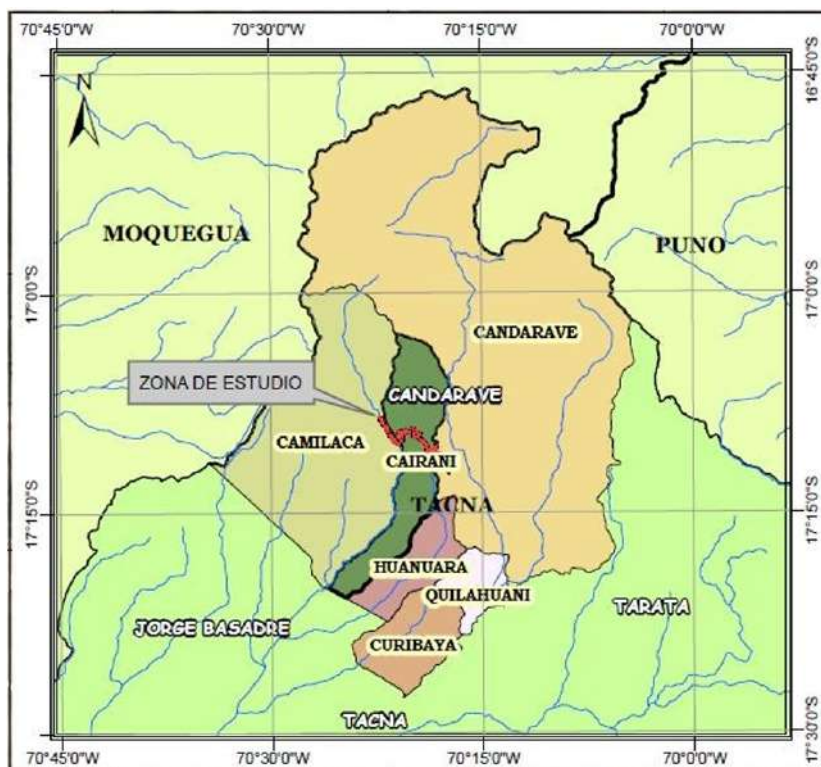 70°45'0"W
70°30'0"W
70°15'0"W
70°0'0"W
16°45'0"S
N
MOQUEGUA
PUNO
17°0'0"S
17°0'0"S
CANDARAVE
ZONA DE ESTUDIO
CANDARAVE
CAMILACA
CAIRANI
TACNA
17°15'0"S
17°15'0"S
HUANUARA
QUILAHUANI
TARATA
JORGE BASADRE
CURIBAYA
TACNA
17°30'0"S
70°45'0"W
70°30'0"W
70°15'0"W
70°0'0"W